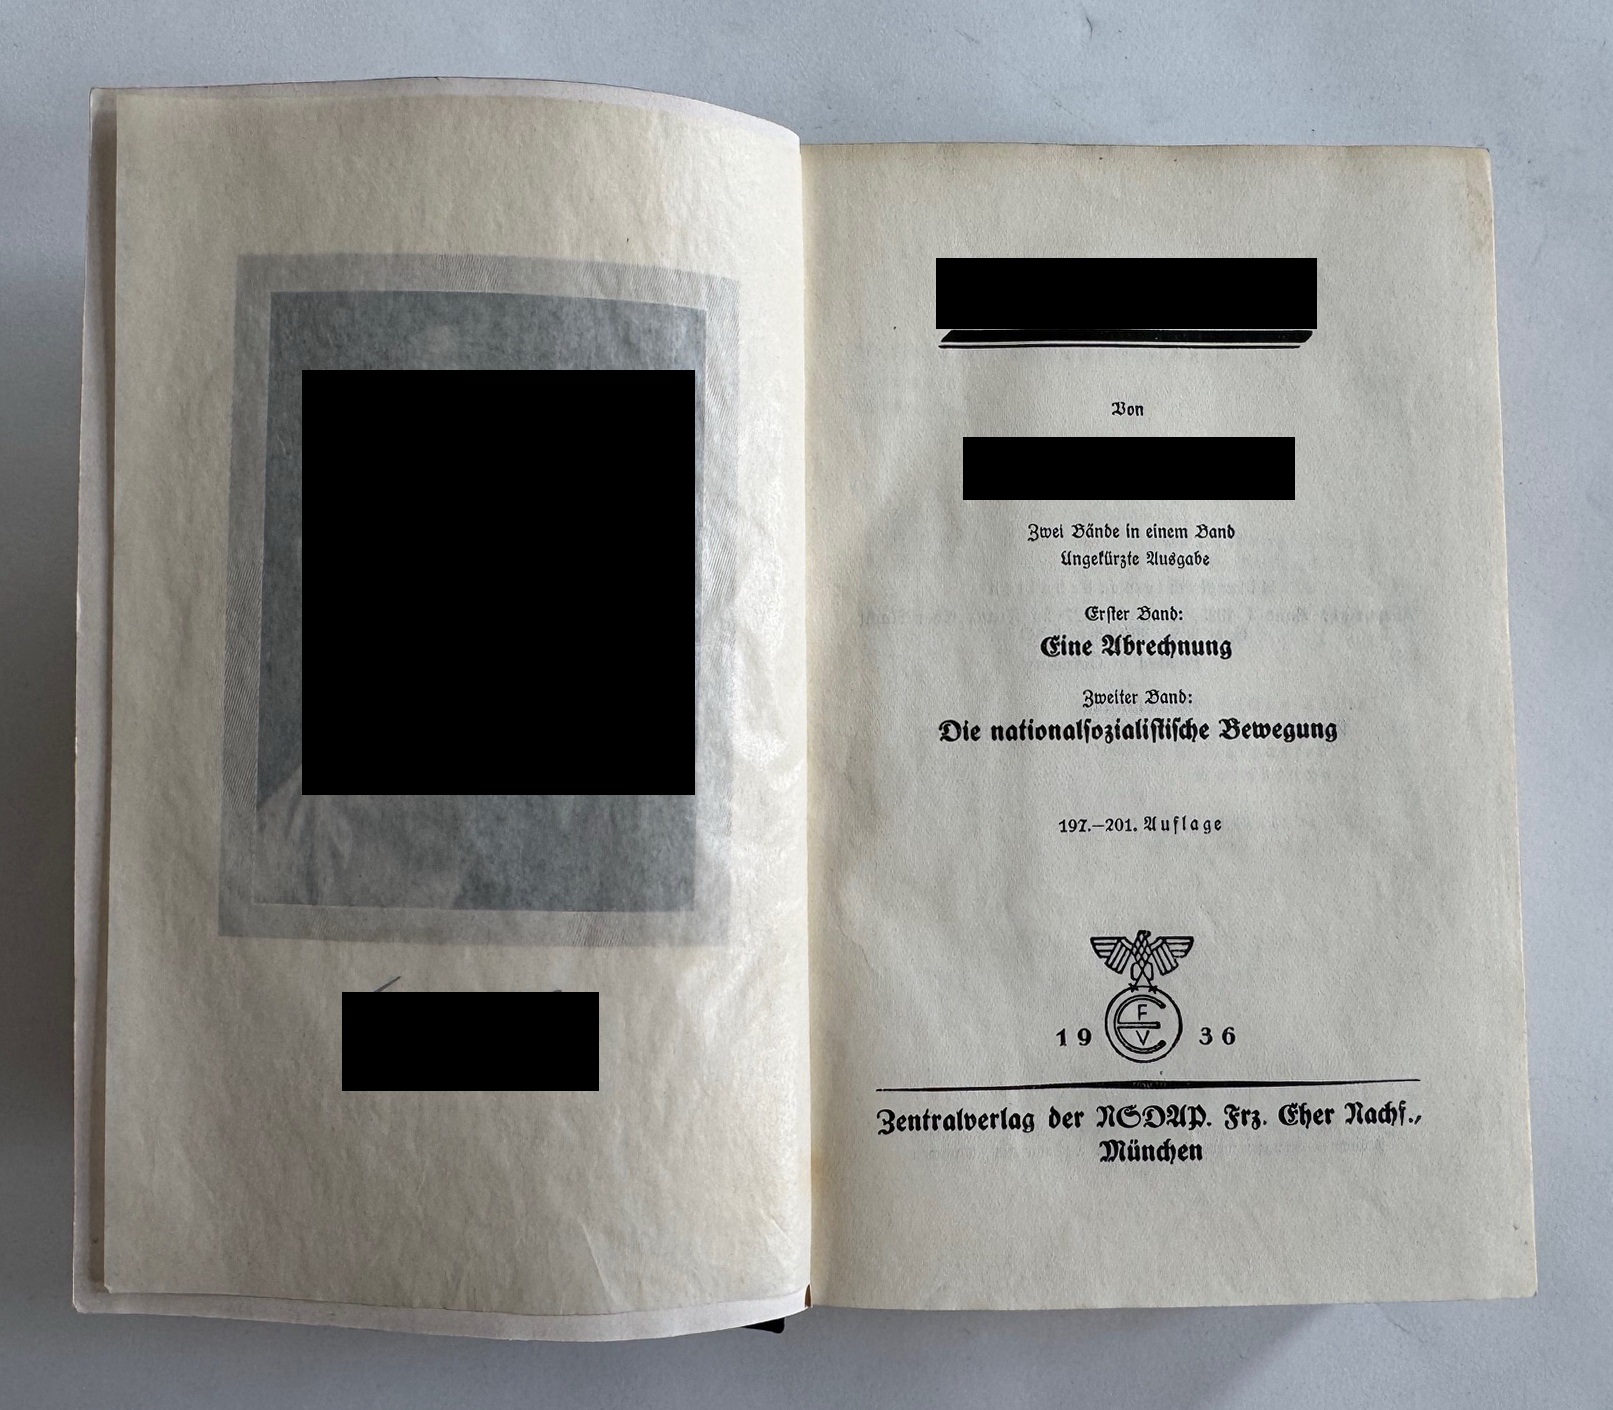 Von
Zwei Bände in einem Band
Ungekürzte Ausgabe
Erster Band:
Eine Abrechnung
Zweiter Band:
Die nationalsozialistische Bewegung
197.–201. Auflage
F
E
V
19 36
Zentralverlag der NSDAP. Frz. Eher Nachf.,
München